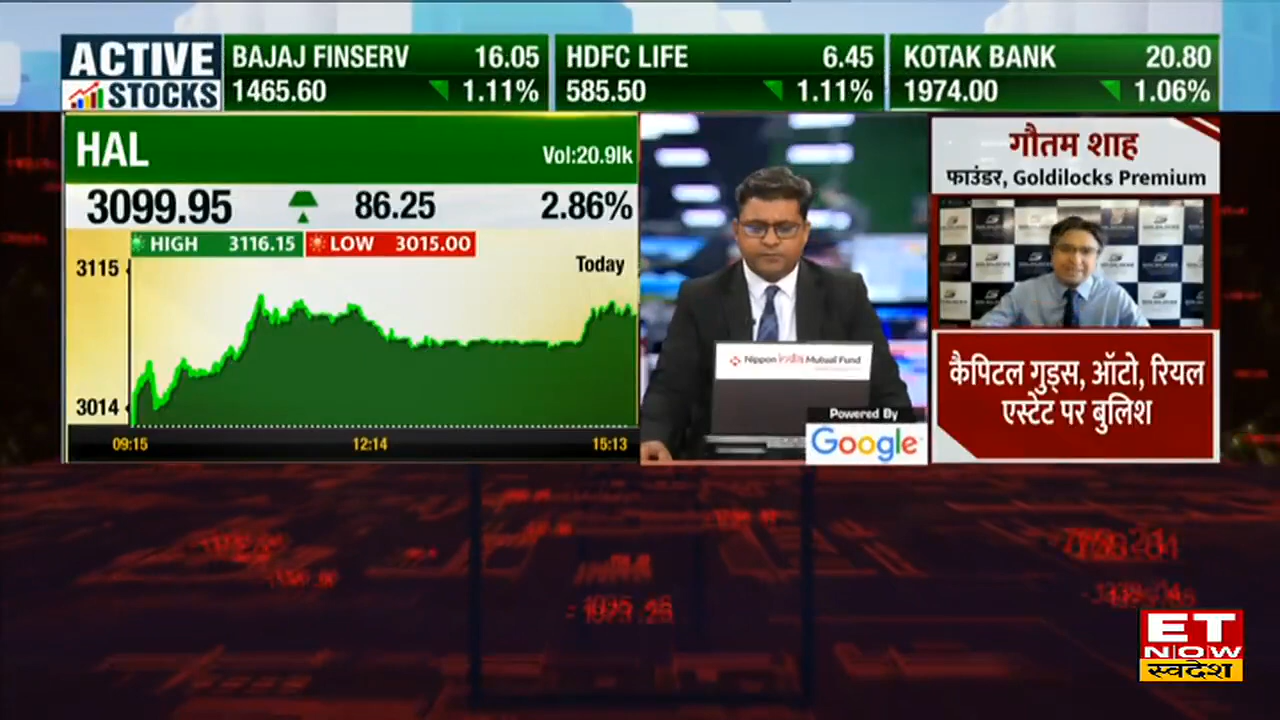 ACTIVE
STOCKS
BAJAJ FINSERV 16.05
1465.60 1.11%
HDFC LIFE 6.45
585.50 1.11%
KOTAK BANK 20.80
1974.00 1.06%
HAL
Vol:20.9lk
3099.95 86.25 2.86%
HIGH 3116.15 LOW 3015.00
3115 Today
3014
09:15 12:14 15:13
Nippon india Mutual Fund
Powered By
Google
गौतम शाह
फाउंडर, Goldilocks Premium
कैपिटल गुड्स, ऑटो, रियल
एस्टेट पर बुलिश
ET
NOW
स्वदेश